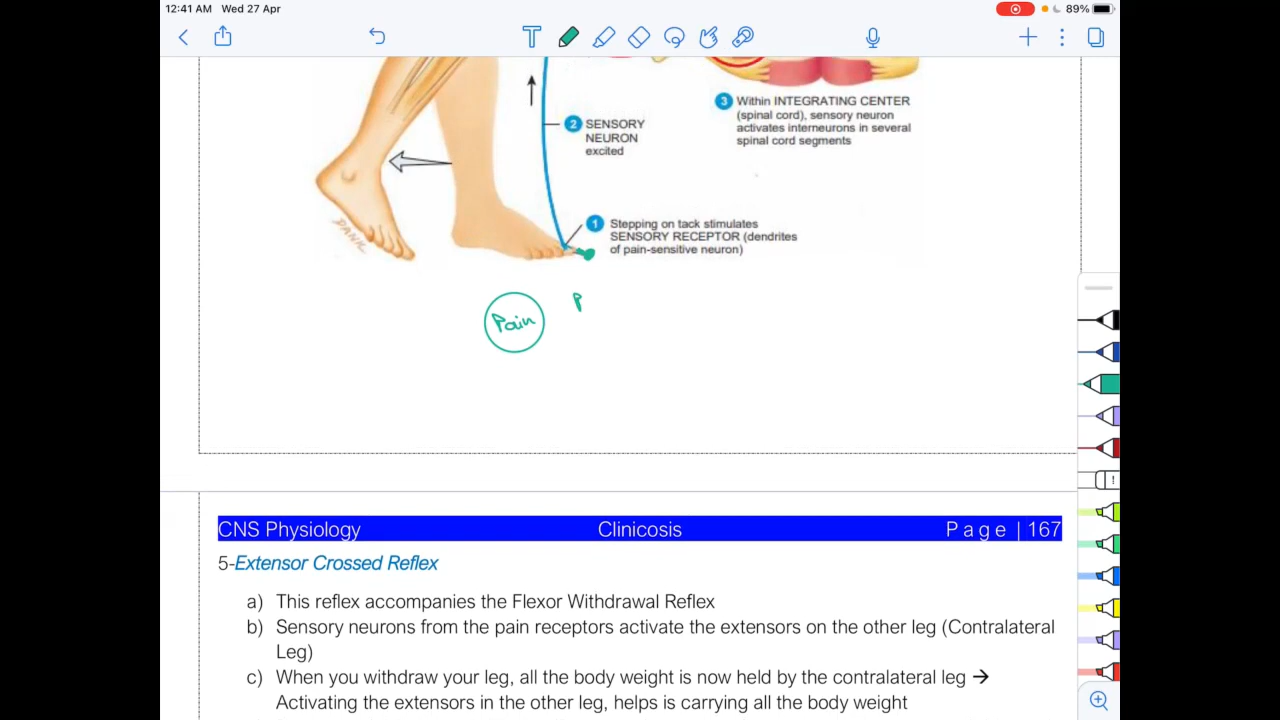 12:41 AM Wed 27 Apr
89%
2 SENSORY
NEURON
excited
3 Within INTEGRATING CENTER
(spinal cord), sensory neuron
activates interneurons in several
spinal cord segments
1 Stepping on tack stimulates
SENSORY RECEPTOR (dendrites
of pain-sensitive neuron)
Pain
P
CNS Physiology Clinicosis Page | 167
5-Extensor Crossed Reflex
a) This reflex accompanies the Flexor Withdrawal Reflex
b) Sensory neurons from the pain receptors activate the extensors on the other leg (Contralateral
Leg)
c) When you withdraw your leg, all the body weight is now held by the contralateral leg →
Activating the extensors in the other leg, helps is carrying all the body weight